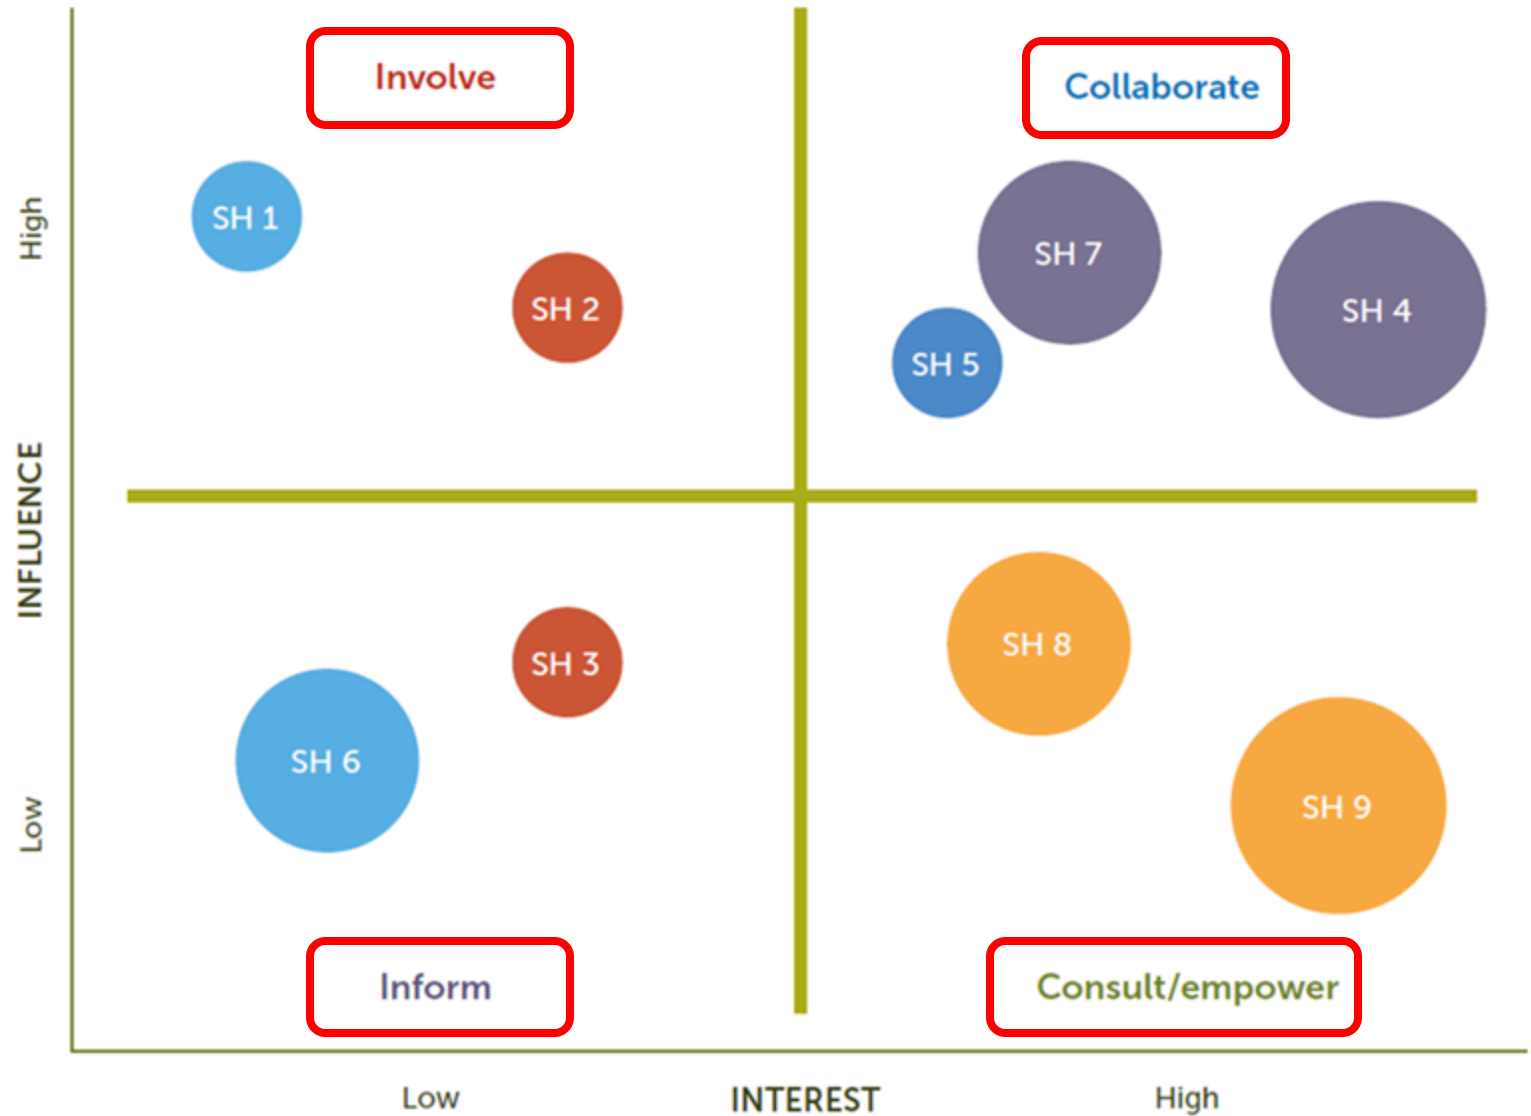 Involve
Collaborate
High
SH 1
SH 2
SH 7
SH 4
SH 5
INFLUENCE
SH 8
SH 3
SH 6
SH 9
Low
Inform
Consult/empower
Low
INTEREST
High